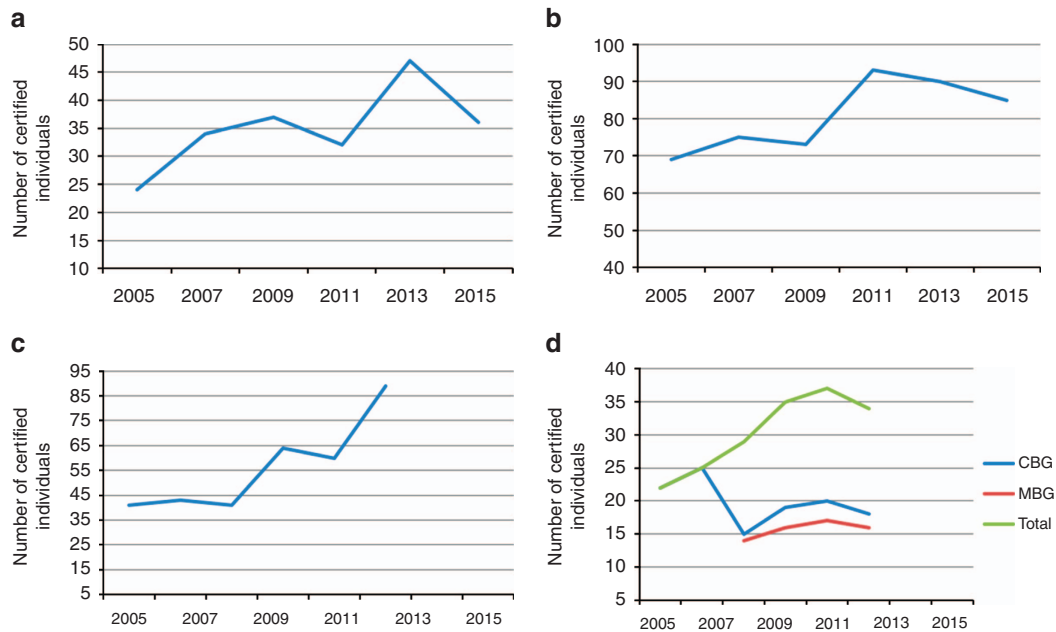 a
Number of certified
individuals
50
45
40
35
30
25
20
15
10
2005 2007 2009 2011 2013 2015
b
Number of certified
individuals
100
90
80
70
60
50
40
2005 2007 2009 2011 2013 2015
c
Number of certified
individuals
95
85
75
65
55
45
35
25
15
5
2005 2007 2009 2011 2013 2015
d
Number of certified
individuals
40
35
30
25
20
15
10
5
2005 2007 2009 2011 2013 2015
CBG
MBG
Total